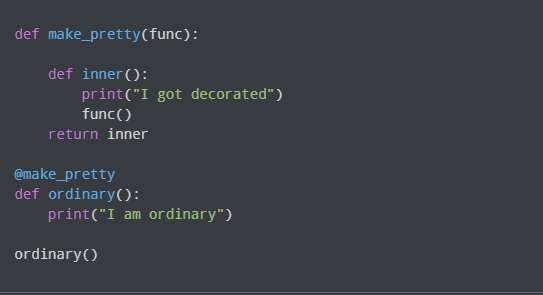 def make_pretty(func):
    def inner():
        print("I got decorated")
        func()
    return inner
@make_pretty
def ordinary():
    print("I am ordinary")
ordinary()